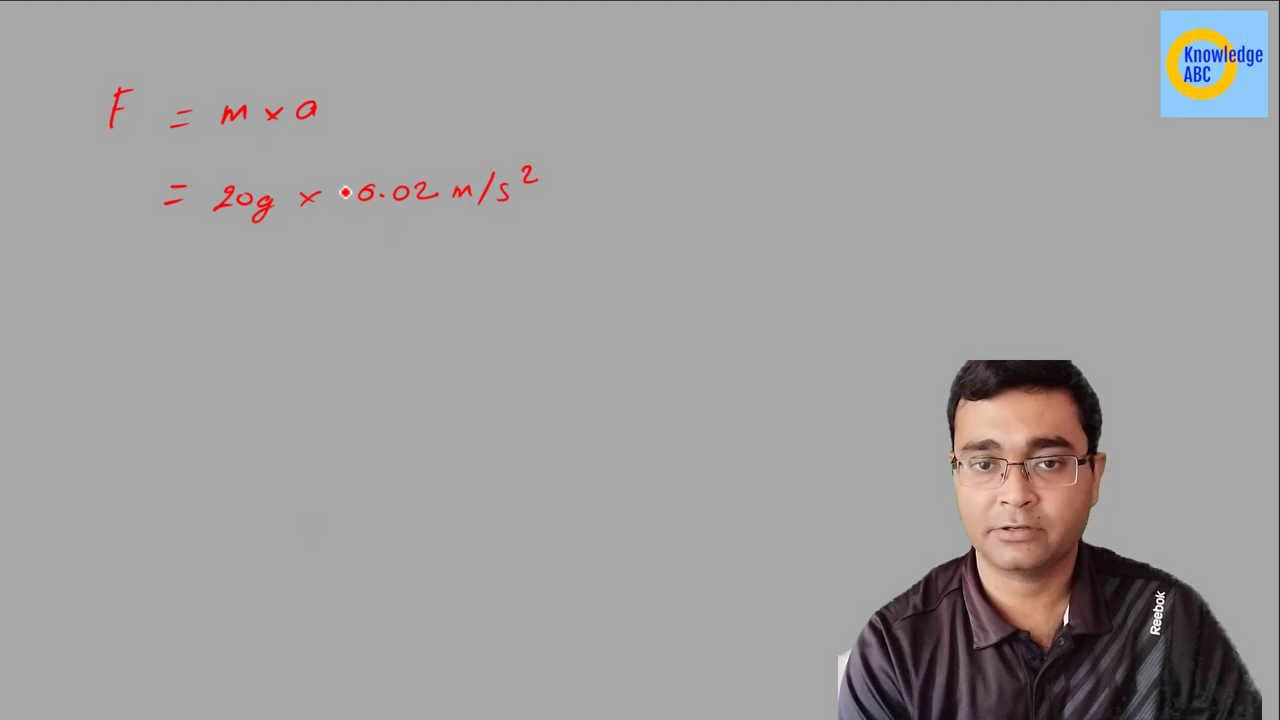 Knowledge
ABC
F = m × a
= 20g × 0.02 m/s²
Reebok